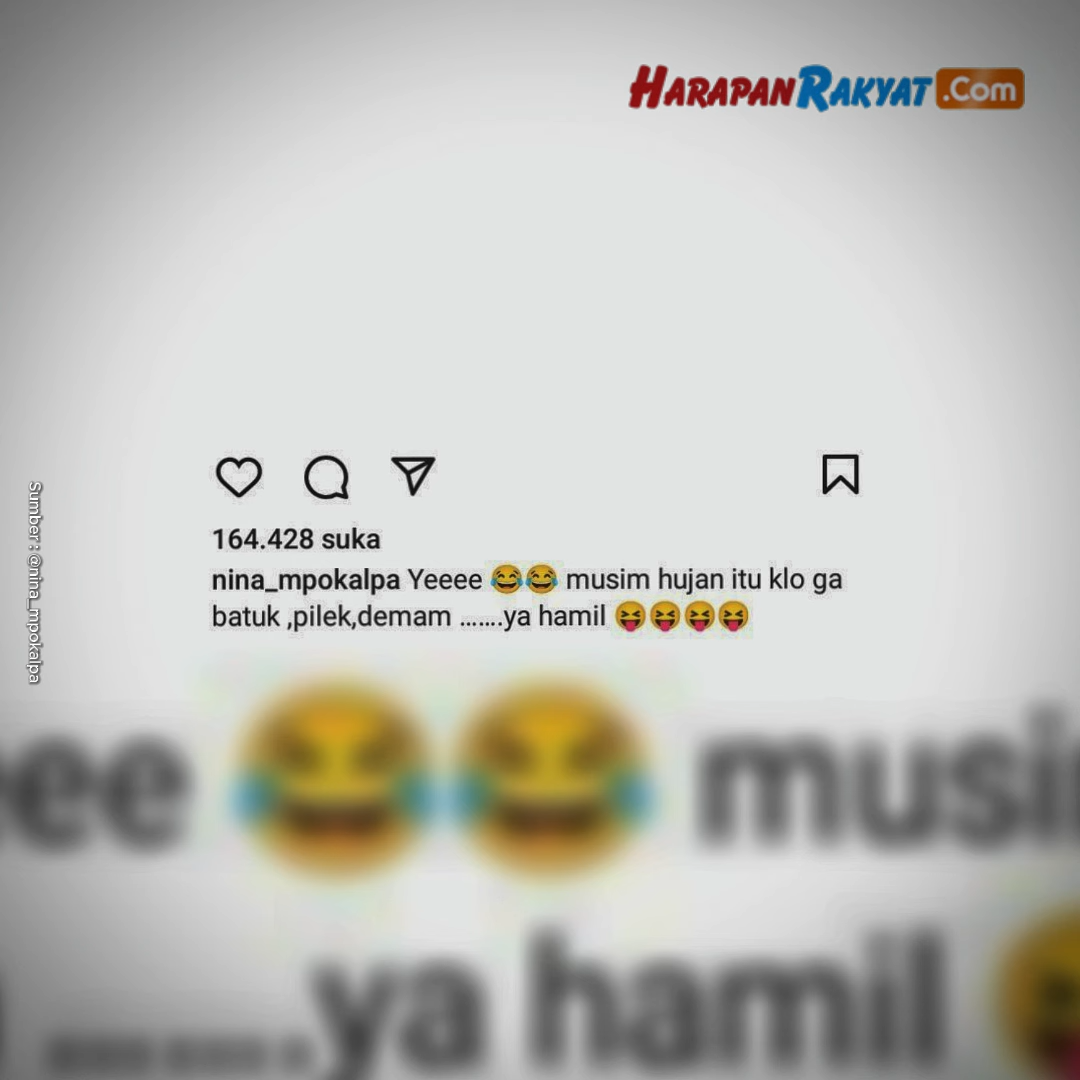 HARAPANRAKYAT.Com
164.428 suka
nina_mpokalpa Yeeee 😂😂 musim hujan itu klo ga
batuk ,pilek,demam .......ya hamil 😝😝😝😝
Sumber : @nina_mpokalpa
ee 😂😂 musi
.......ya hamil